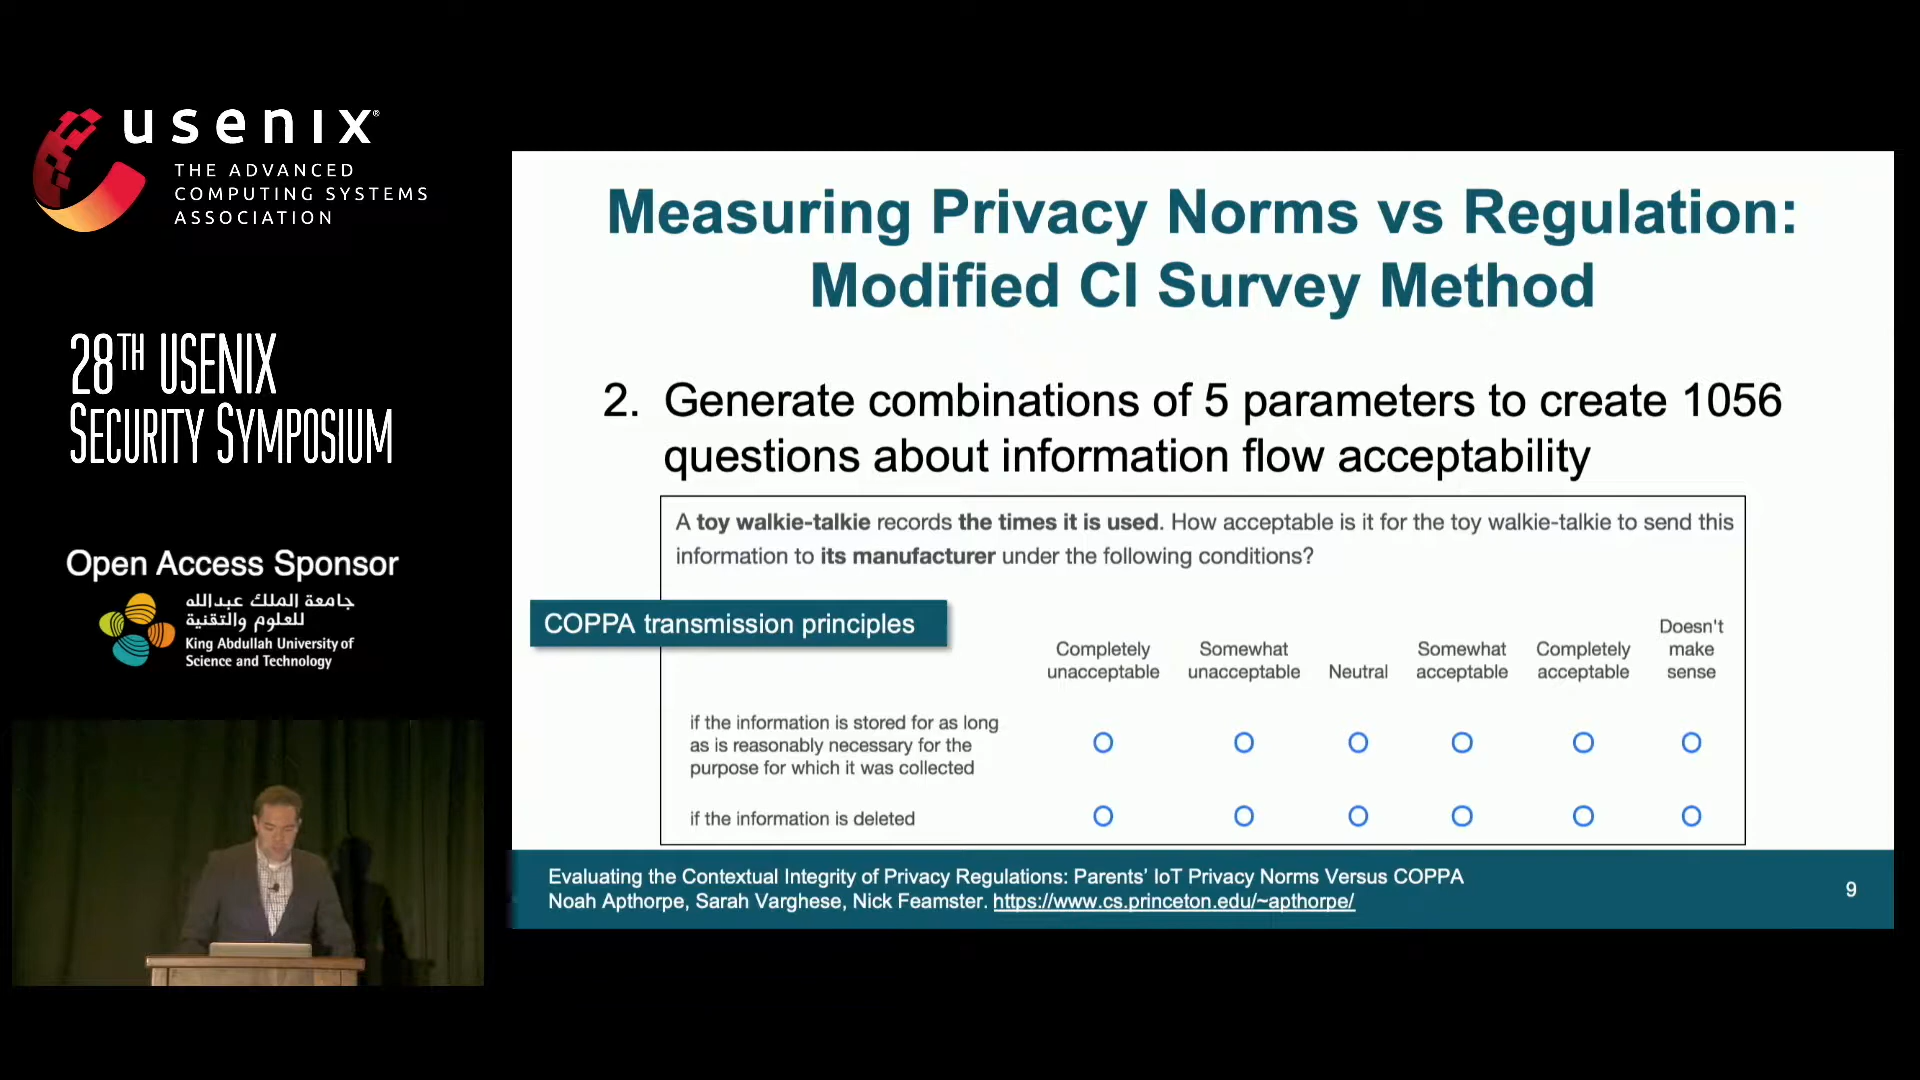 usenix®
THE ADVANCED
COMPUTING SYSTEMS
ASSOCIATION
28TH USENIX
SECURITY SYMPOSIUM
Open Access Sponsor
جامعة الملك عبدالله
للعلوم والتقنية
King Abdullah University of
Science and Technology
Measuring Privacy Norms vs Regulation:
Modified CI Survey Method
2. Generate combinations of 5 parameters to create 1056
questions about information flow acceptability
A toy walkie-talkie records the times it is used. How acceptable is it for the toy walkie-talkie to send this
information to its manufacturer under the following conditions?
COPPA transmission principles
Completely
unacceptable
Somewhat
unacceptable
Neutral
Somewhat
acceptable
Completely
acceptable
Doesn't
make
sense
if the information is stored for as long
as is reasonably necessary for the
purpose for which it was collected
if the information is deleted
Evaluating the Contextual Integrity of Privacy Regulations: Parents’ IoT Privacy Norms Versus COPPA
Noah Apthorpe, Sarah Varghese, Nick Feamster. https://www.cs.princeton.edu/~apthorpe/
9